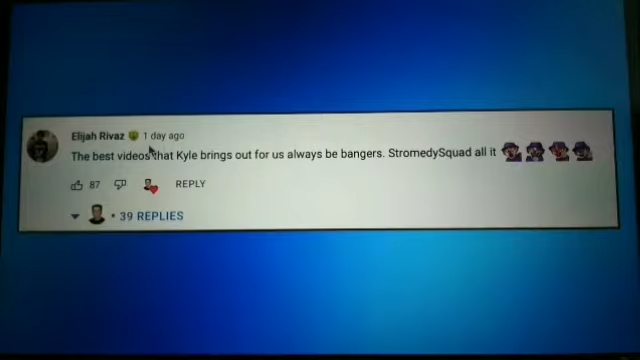 Elijah Rivaz 1 day ago
The best videos that Kyle brings out for us always be bangers. StromedySquad all it
87 REPLY
39 REPLIES